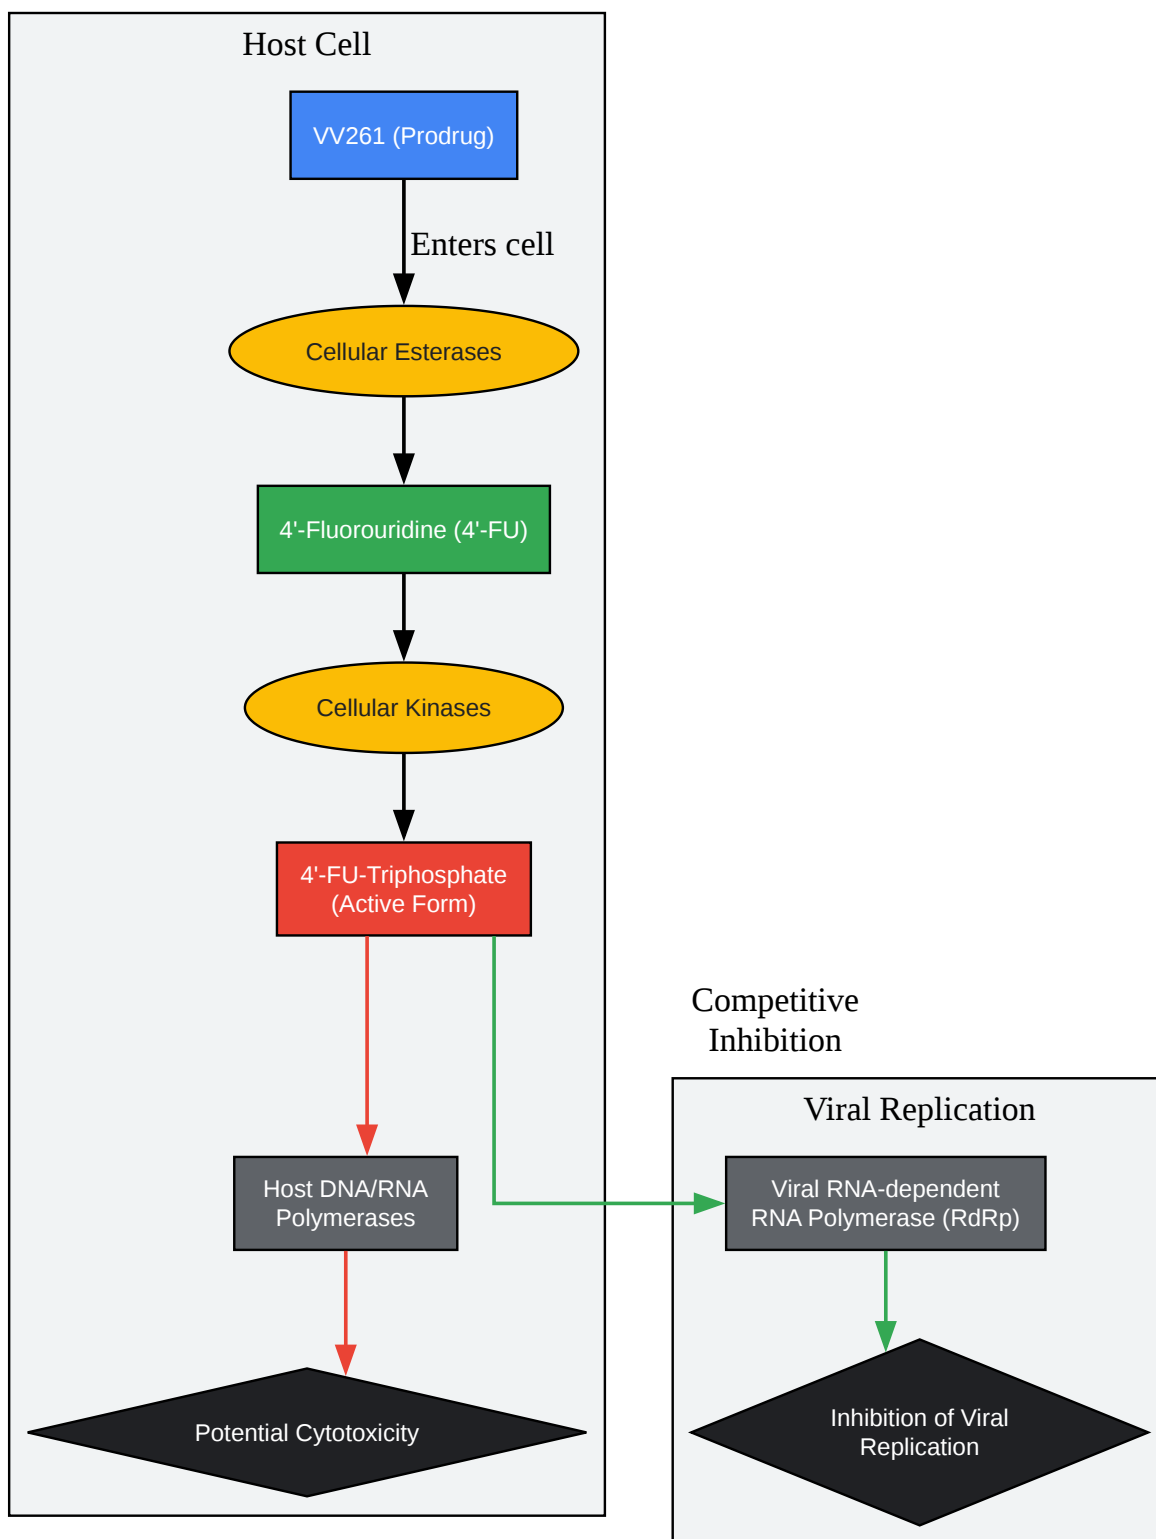 Host Cell
VV261 (Prodrug)
Enters cell
Cellular Esterases
4'-Fluorouridine (4'-FU)
Cellular Kinases
4'-FU-Triphosphate
(Active Form)
Competitive
Inhibition
Viral Replication
Host DNA/RNA
Polymerases
Viral RNA-dependent
RNA Polymerase (RdRp)
Potential Cytotoxicity
Inhibition of Viral
Replication